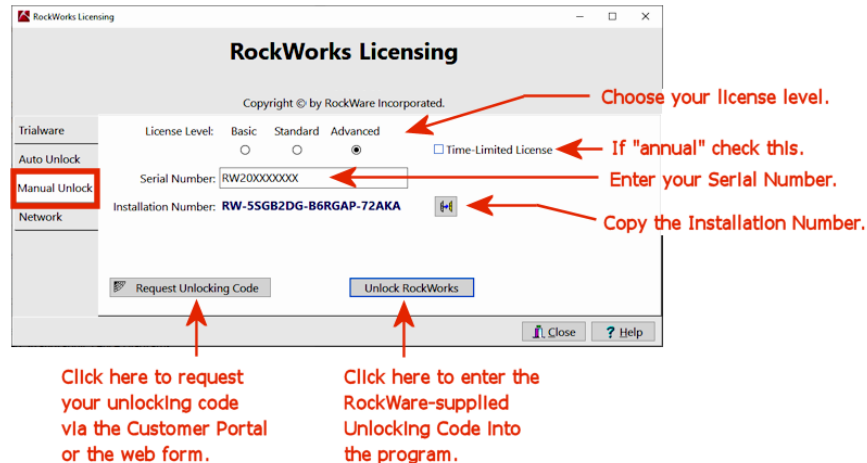 RockWorks Licensing
RockWorks Licensing
Copyright © by RockWare Incorporated.
Choose your license level.
Trialware
License Level: Basic Standard Advanced
Time-Limited License
If "annual" check this.
Auto Unlock
Serial Number: RW20XXXXXXX
Enter your Serial Number.
Manual Unlock
Installation Number: RW-5SGB2DG-B6RGAP-72AKA
Copy the Installation Number.
Network
Request Unlocking Code
Unlock RockWorks
Close
? Help
Click here to request
your unlocking code
via the Customer Portal
or the web form.
Click here to enter the
RockWare-supplied
Unlocking Code into
the program.